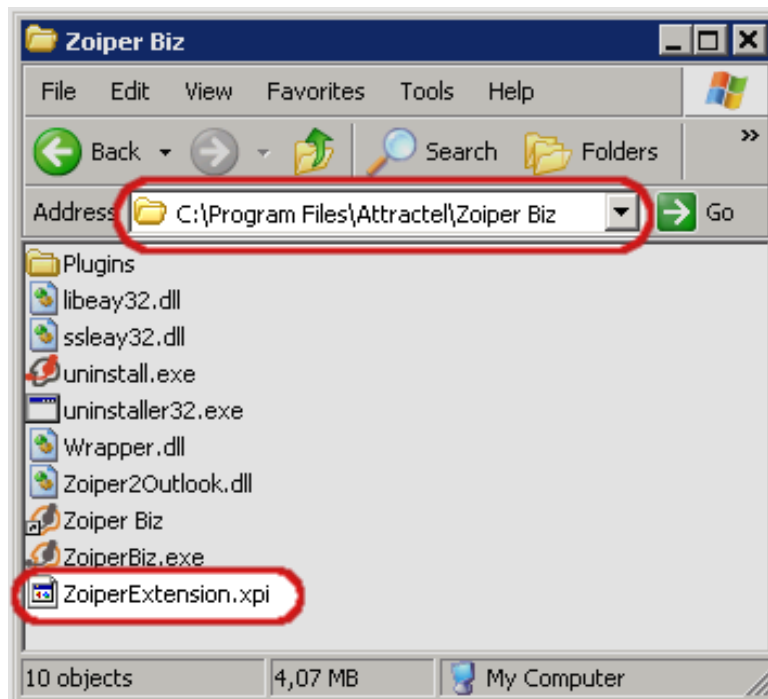 Zoiper Biz
File Edit View Favorites Tools Help
Back Search Folders »
Address C:\Program Files\Attractel\Zoiper Biz Go
Plugins
libeay32.dll
ssleay32.dll
uninstall.exe
uninstaller32.exe
Wrapper.dll
Zoiper2Outlook.dll
Zoiper Biz
ZoiperBiz.exe
ZoiperExtension.xpi
10 objects 4,07 MB My Computer